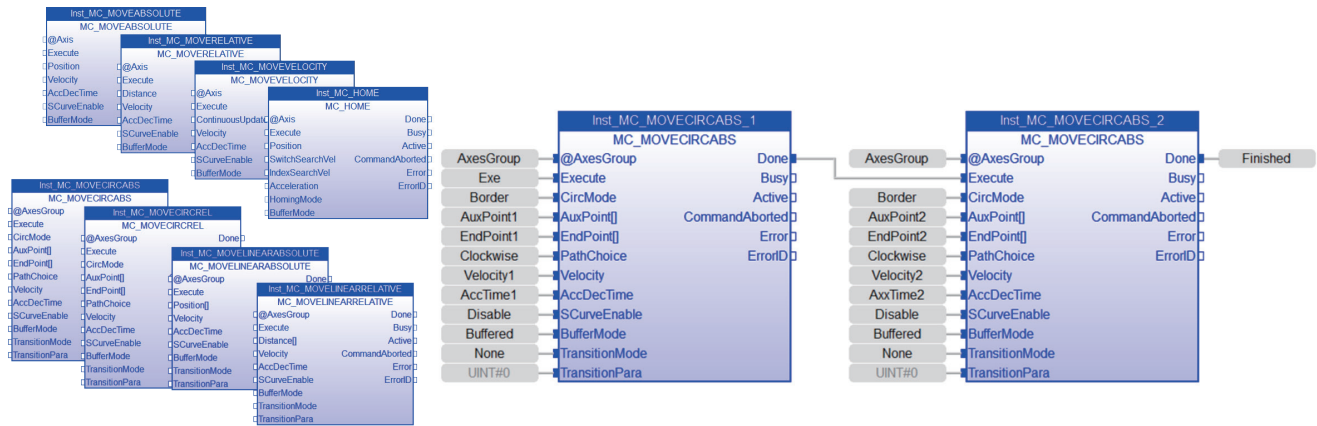 Inst_MC_MOVEABSOLUTE
MC_MOVEABSOLUTE
@Axis
Execute
Position
Velocity
AccDecTime
SCurveEnable
BufferMode
Inst_MC_MOVERELATIVE
MC_MOVERELATIVE
@Axis
Execute
Distance
Velocity
AccDecTime
SCurveEnable
BufferMode
Inst_MC_MOVEVELOCITY
MC_MOVEVELOCITY
@Axis
Execute
ContinuousUpdat
Velocity
AccDecTime
SCurveEnable
BufferMode
Inst_MC_HOME
MC_HOME
@Axis Done
Execute Busy
Position Active
SwitchSearchVel CommandAborted
IndexSearchVel Error
Acceleration ErrorID
HomingMode
BufferMode
Inst_MC_MOVECIRCABS
MC_MOVECIRCABS
@AxesGroup
Execute
CircMode
AuxPoint[]
EndPoint[]
PathChoice
Velocity
AccDecTime
SCurveEnable
BufferMode
TransitionMode
TransitionPara
Inst_MC_MOVECIRCREL
MC_MOVECIRCREL
@AxesGroup Done
Execute
CircMode
AuxPoint[]
EndPoint[]
PathChoice
Velocity
AccDecTime
SCurveEnable
BufferMode
TransitionMode
TransitionPara
Inst_MC_MOVELINEARABSOLUTE
MC_MOVELINEARABSOLUTE
@AxesGroup Done
Execute
Position[]
Velocity
AccDecTime
SCurveEnable
BufferMode
TransitionMode
TransitionPara
Inst_MC_MOVELINEARRELATIVE
MC_MOVELINEARRELATIVE
@AxesGroup Done
Execute Busy
Distance[] Active
Velocity CommandAborted
AccDecTime Error
SCurveEnable ErrorID
BufferMode
TransitionMode
TransitionPara
Inst_MC_MOVECIRCABS_1
MC_MOVECIRCABS
AxesGroup @AxesGroup Done
Exe Execute Busy
Border CircMode Active
AuxPoint1 AuxPoint[] CommandAborted
EndPoint1 EndPoint[] Error
Clockwise PathChoice ErrorID
Velocity1 Velocity
AccTime1 AccDecTime
Disable SCurveEnable
Buffered BufferMode
None TransitionMode
UINT#0 TransitionPara
Inst_MC_MOVECIRCABS_2
MC_MOVECIRCABS
AxesGroup @AxesGroup Done Finished
Execute Busy
Border CircMode Active
AuxPoint2 AuxPoint[] CommandAborted
EndPoint2 EndPoint[] Error
Clockwise PathChoice ErrorID
Velocity2 Velocity
AxxTime2 AccDecTime
Disable SCurveEnable
Buffered BufferMode
None TransitionMode
UINT#0 TransitionPara